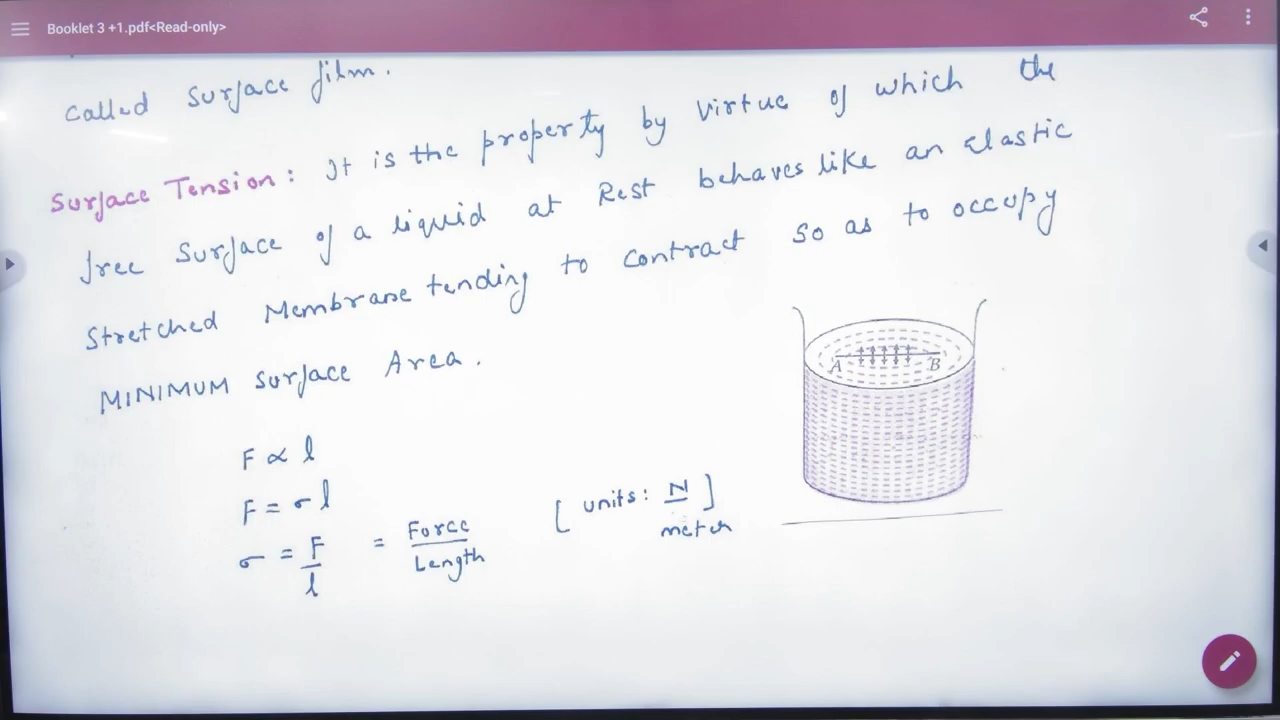 Booklet 3 +1.pdf<Read-only>
called surface film.
Surface Tension: It is the property by virtue of which the
free surface of a liquid at Rest behaves like an elastic
stretched Membrane tending to contract so as to occupy
MINIMUM surface Area.
A B
F ∝ l
F = σ l
σ = F/l = Force/Length [units: N/meter]